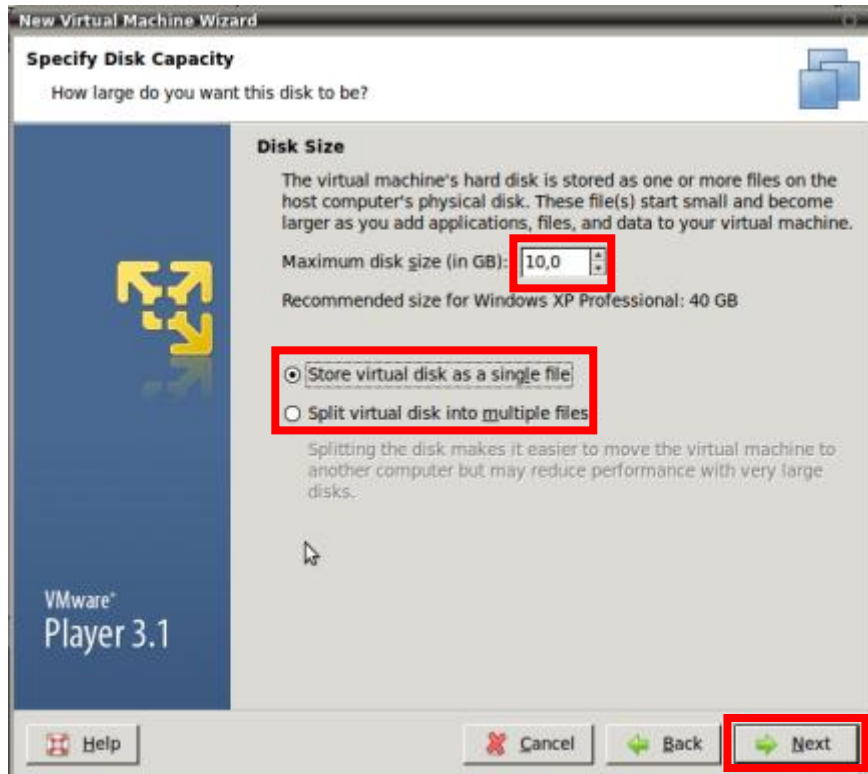 New Virtual Machine Wizard
Specify Disk Capacity
How large do you want this disk to be?
Disk Size
The virtual machine's hard disk is stored as one or more files on the
host computer's physical disk. These file(s) start small and become
larger as you add applications, files, and data to your virtual machine.
Maximum disk size (in GB): 10,0
Recommended size for Windows XP Professional: 40 GB
Store virtual disk as a single file
Split virtual disk into multiple files
Splitting the disk makes it easier to move the virtual machine to
another computer but may reduce performance with very large
disks.
VMware®
Player 3.1
Help
Cancel
Back
Next